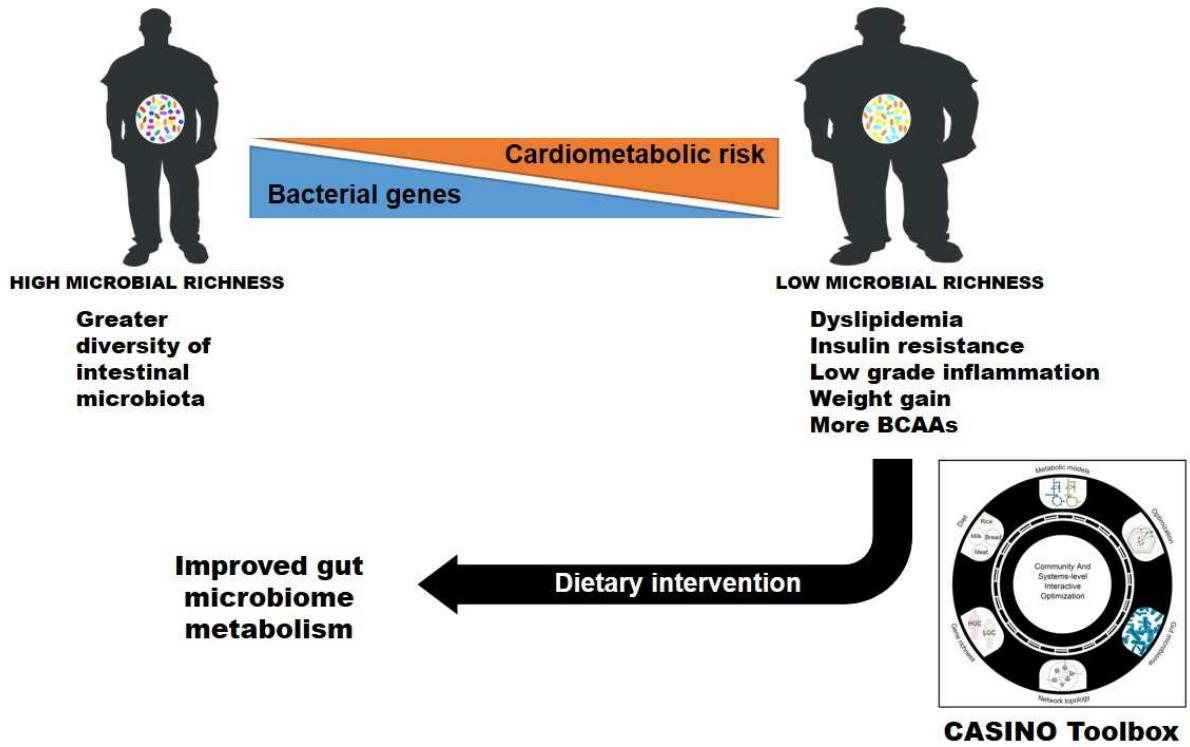 Cardiometabolic risk
Bacterial genes
HIGH MICROBIAL RICHNESS
Greater
diversity of
intestinal
microbiota
LOW MICROBIAL RICHNESS
Dyslipidemia
Insulin resistance
Low grade inflammation
Weight gain
More BCAAs
Improved gut
microbiome
metabolism
Dietary intervention
Metabolic models
Optimization
Gut microbiome
Network topology
Gene richness
HGC
LGC
Diet
Rice
Milk
Bread
Meat
Community And
Systems-level
Interactive
Optimization
CASINO Toolbox